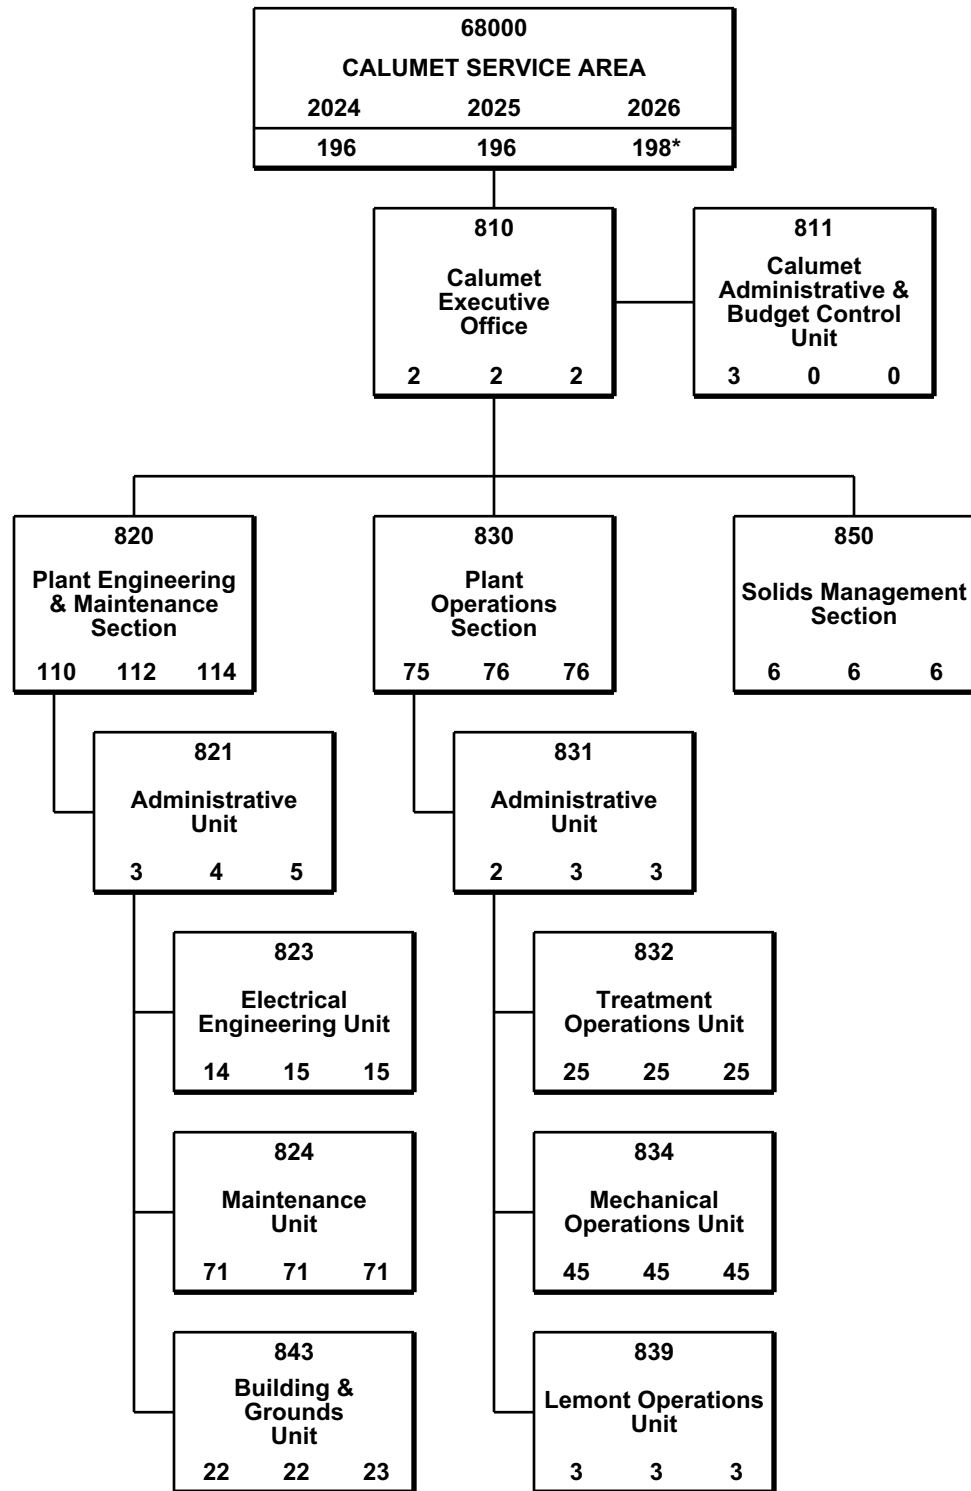 68000
CALUMET SERVICE AREA
2024 2025 2026
196 196 198*
810
Calumet
Executive
Office
2 2 2
811
Calumet
Administrative &
Budget Control
Unit
3 0 0
820
Plant Engineering
& Maintenance
Section
110 112 114
830
Plant
Operations
Section
75 76 76
850
Solids Management
Section
6 6 6
821
Administrative
Unit
3 4 5
831
Administrative
Unit
2 3 3
823
Electrical
Engineering Unit
14 15 15
832
Treatment
Operations Unit
25 25 25
824
Maintenance
Unit
71 71 71
834
Mechanical
Operations Unit
45 45 45
843
Building &
Grounds
Unit
22 22 23
839
Lemont Operations
Unit
3 3 3